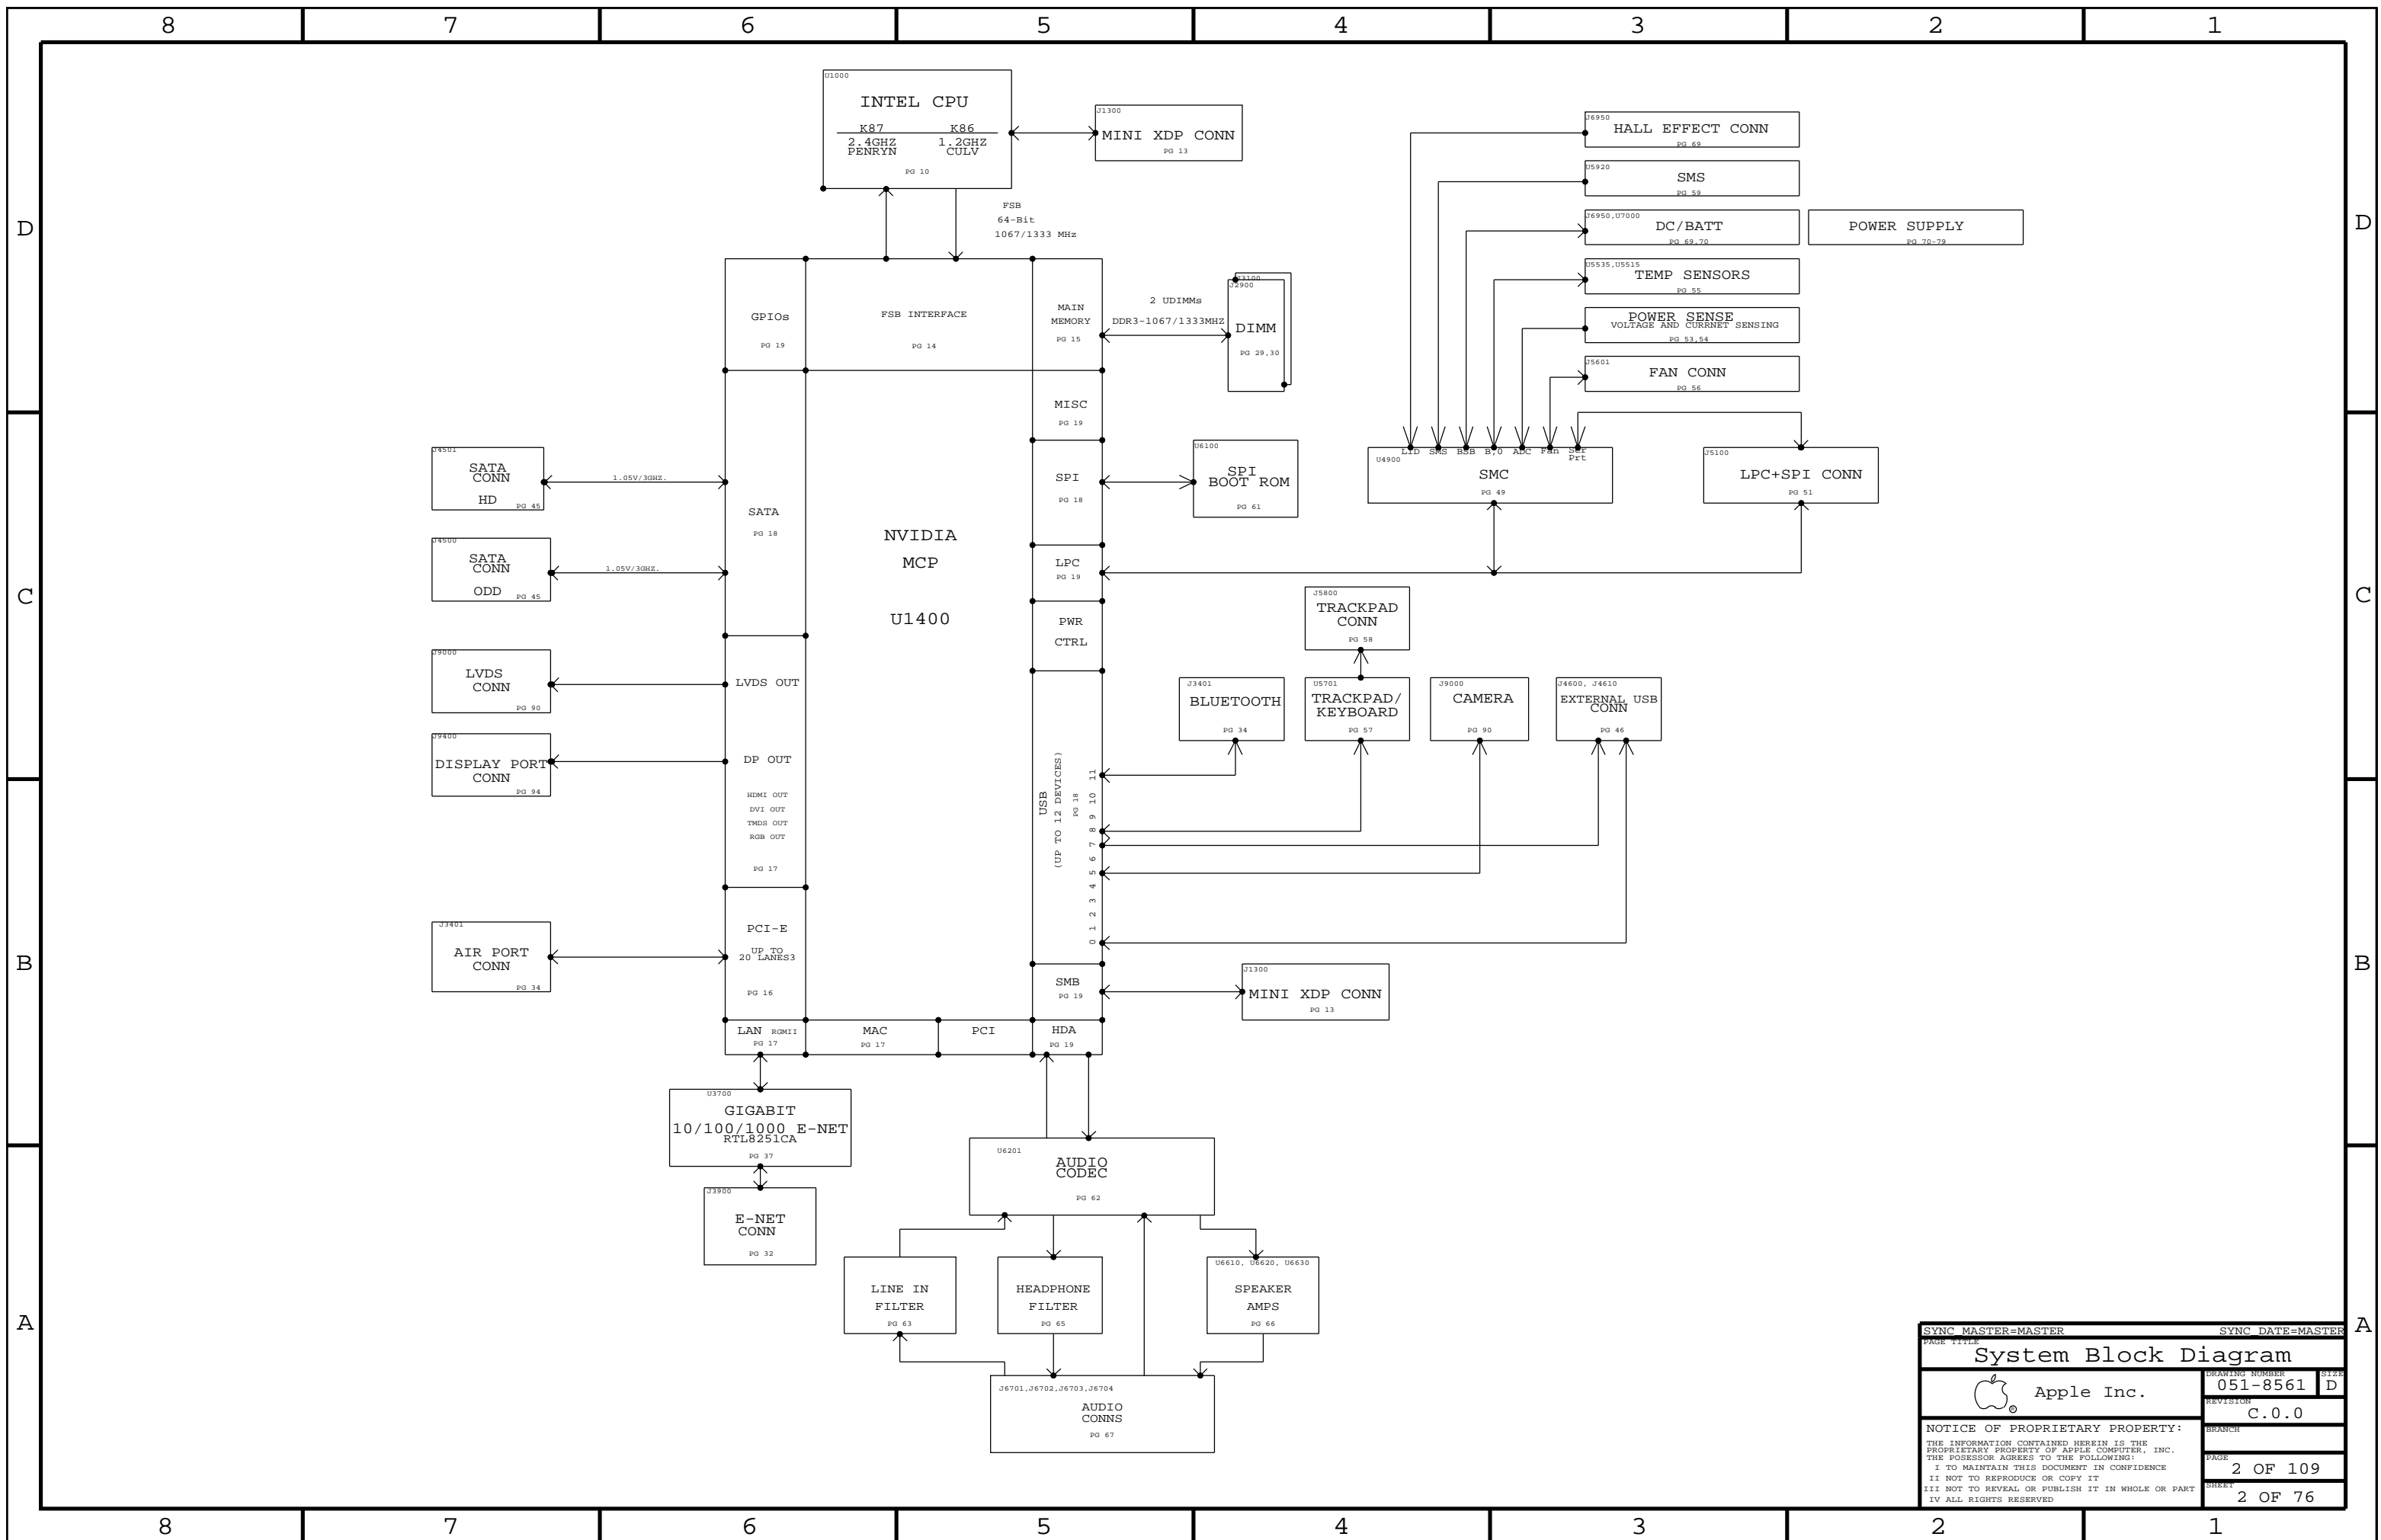 8 7 6 5 4 3 2 1
D
C
B
A
D
C
B
A
U1000
INTEL CPU
K87 K86
2.4GHZ 1.2GHZ
PENRYN CULV
PG 10
J1300
MINI XDP CONN
PG 13
FSB
64-Bit
1067/1333 MHz
J6950
HALL EFFECT CONN
PG 69
U5920
SMS
PG 59
J6950,U7000
DC/BATT
PG 69,70
POWER SUPPLY
PG 70-79
U5535,U5515
TEMP SENSORS
PG 55
POWER SENSE
VOLTAGE AND CURRNET SENSING
PG 53,54
J5601
FAN CONN
PG 56
GPIOs
PG 19
FSB INTERFACE
PG 14
MAIN
MEMORY
PG 15
2 UDIMMs
DDR3-1067/1333MHZ
J3100
J2900
DIMM
PG 29,30
MISC
PG 19
SPI
PG 18
U6100
SPI
BOOT ROM
PG 61
LID SMS BSB B,0 ADC Fan Ser
Prt
U4900
SMC
PG 49
J5100
LPC+SPI CONN
PG 51
J4501
SATA
CONN
HD
PG 45
1.05V/3GHZ.
J4500
SATA
CONN
ODD
PG 45
1.05V/3GHZ.
SATA
PG 18
NVIDIA
MCP
U1400
LPC
PG 19
PWR
CTRL
J5800
TRACKPAD
CONN
PG 58
J3401
BLUETOOTH
PG 34
U5701
TRACKPAD/
KEYBOARD
PG 57
J9000
CAMERA
PG 90
J4600, J4610
EXTERNAL USB
CONN
PG 46
J9000
LVDS
CONN
PG 90
LVDS OUT
J9400
DISPLAY PORT
CONN
PG 94
DP OUT
HDMI OUT
DVI OUT
TMDS OUT
RGB OUT
PG 17
USB
(UP TO 12 DEVICES)
PG 18
0 1 2 3 4 5 6 7 8 9 10 11
J3401
AIR PORT
CONN
PG 34
PCI-E
UP TO
20 LANES3
PG 16
SMB
PG 19
J1300
MINI XDP CONN
PG 13
LAN RGMII
PG 17
MAC
PG 17
PCI
HDA
PG 19
U3700
GIGABIT
10/100/1000 E-NET
RTL8251CA
PG 37
J3900
E-NET
CONN
PG 32
U6201
AUDIO
CODEC
PG 62
LINE IN
FILTER
PG 63
HEADPHONE
FILTER
PG 65
U6610, U6620, U6630
SPEAKER
AMPS
PG 66
J6701,J6702,J6703,J6704
AUDIO
CONNS
PG 67
SYNC_MASTER=MASTER SYNC_DATE=MASTER
PAGE TITLE
System Block Diagram
Apple Inc.
®
DRAWING NUMBER
051-8561
SIZE
D
REVISION
C.0.0
BRANCH
PAGE
2 OF 109
SHEET
2 OF 76
NOTICE OF PROPRIETARY PROPERTY:
THE INFORMATION CONTAINED HEREIN IS THE
PROPRIETARY PROPERTY OF APPLE COMPUTER, INC.
THE POSESSOR AGREES TO THE FOLLOWING:
I TO MAINTAIN THIS DOCUMENT IN CONFIDENCE
II NOT TO REPRODUCE OR COPY IT
III NOT TO REVEAL OR PUBLISH IT IN WHOLE OR PART
IV ALL RIGHTS RESERVED
8 7 6 5 4 3 2 1